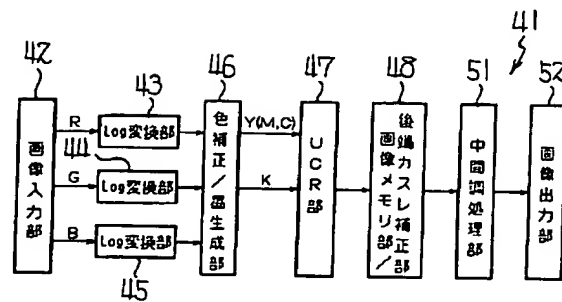 41
42
43
46
47
48
51
52
R
Log変換部
Y(M,C)
画像入力部
44
G
Log変換部
色補正/墨生成部
K
UCR部
画像メモリ部/
後端カスレ補正部
中間調処理部
画像出力部
B
Log変換部
45